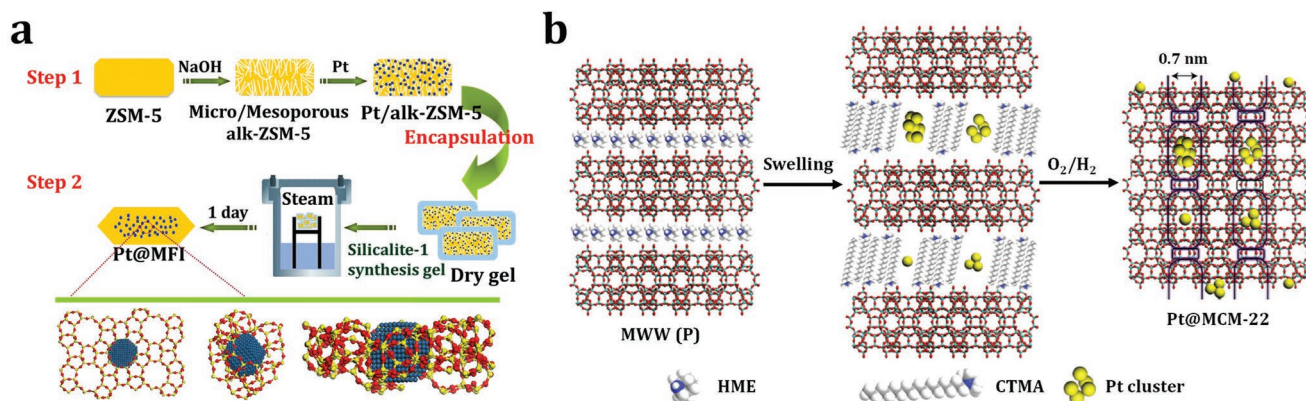 a
Step 1
NaOH
Pt
ZSM-5
Micro/Mesoporous
alk-ZSM-5
Pt/alk-ZSM-5
Encapsulation
Step 2
Steam
1 day
Pt@MFI
Silicalite-1
synthesis gel
Dry gel
b
MWW (P)
Swelling
O₂/H₂
0.7 nm
Pt@MCM-22
HME
CTMA
Pt cluster